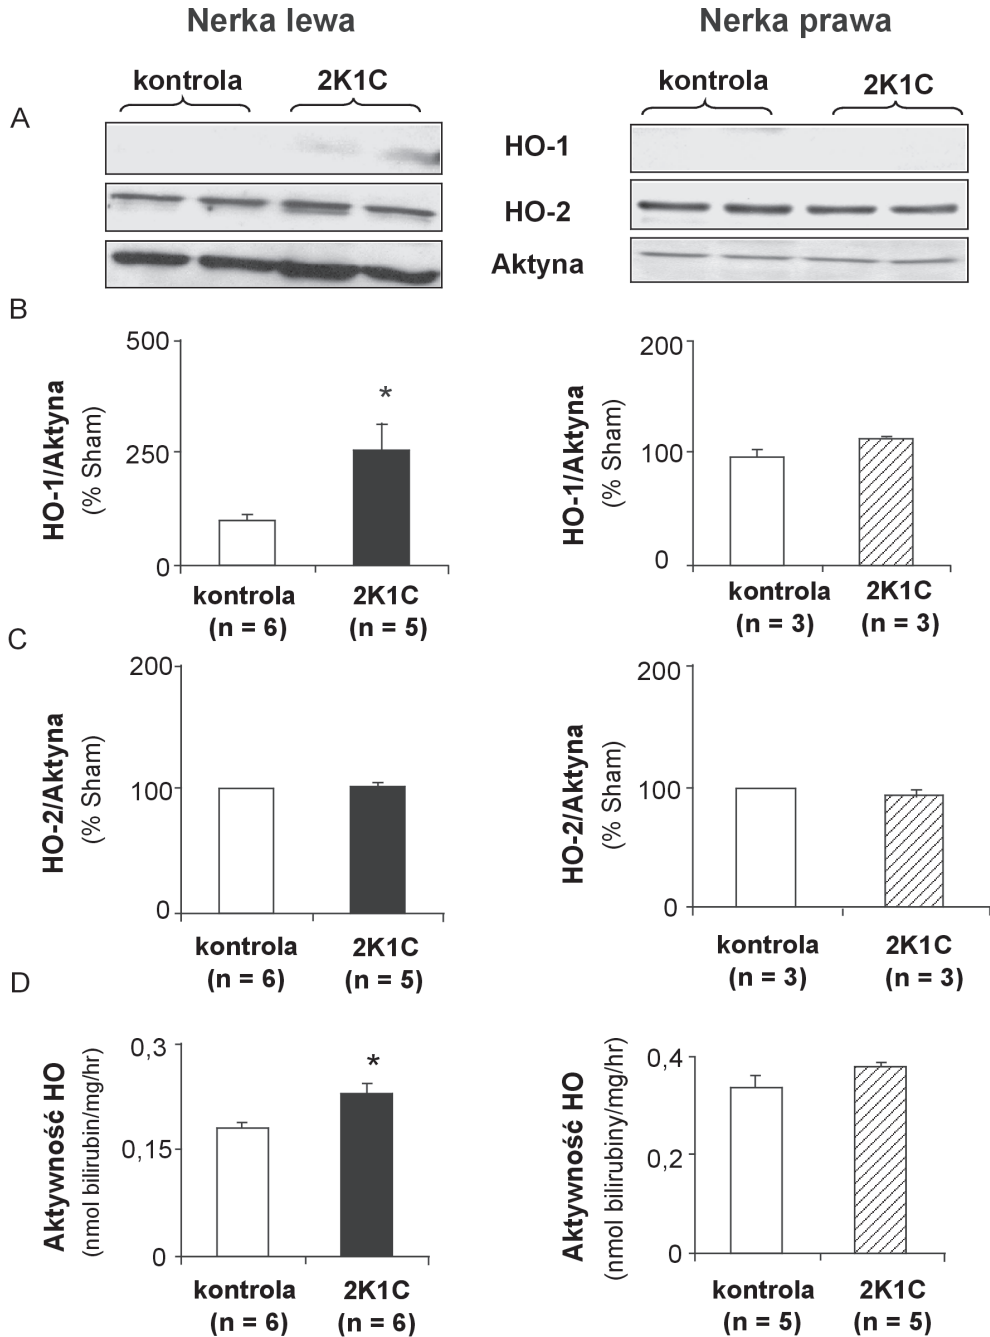 Nerka lewa
Nerka prawa
kontrola
2K1C
kontrola
2K1C
A
HO-1
HO-2
Aktyna
B
HO-1/Aktyna
(% Sham)
500
250
0
*
kontrola
(n = 6)
2K1C
(n = 5)
HO-1/Aktyna
(% Sham)
200
100
0
kontrola
(n = 3)
2K1C
(n = 3)
C
HO-2/Aktyna
(% Sham)
200
100
0
kontrola
(n = 6)
2K1C
(n = 5)
HO-2/Aktyna
(% Sham)
200
100
0
kontrola
(n = 3)
2K1C
(n = 3)
D
Aktywność HO
(nmol bilirubin/mg/hr)
0,3
0,15
0
*
kontrola
(n = 6)
2K1C
(n = 6)
Aktywność HO
(nmol bilirubiny/mg/hr)
0,4
0,2
0
kontrola
(n = 5)
2K1C
(n = 5)